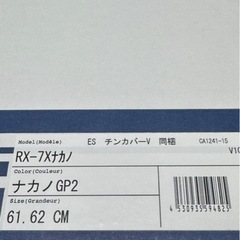 Model(Modèle) ES チンカバーV 同梱 CA1241-15
RX-7Xナカノ V10
Color(Couleur)
ナカノGP2
Size(Grandeur)
61.62 CM
4530935594825